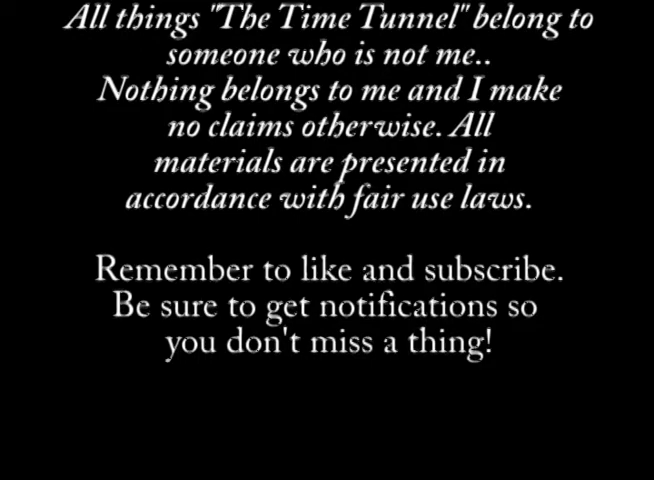 All things "The Time Tunnel" belong to
someone who is not me..
Nothing belongs to me and I make
no claims otherwise. All
materials are presented in
accordance with fair use laws.
Remember to like and subscribe.
Be sure to get notifications so
you don't miss a thing!